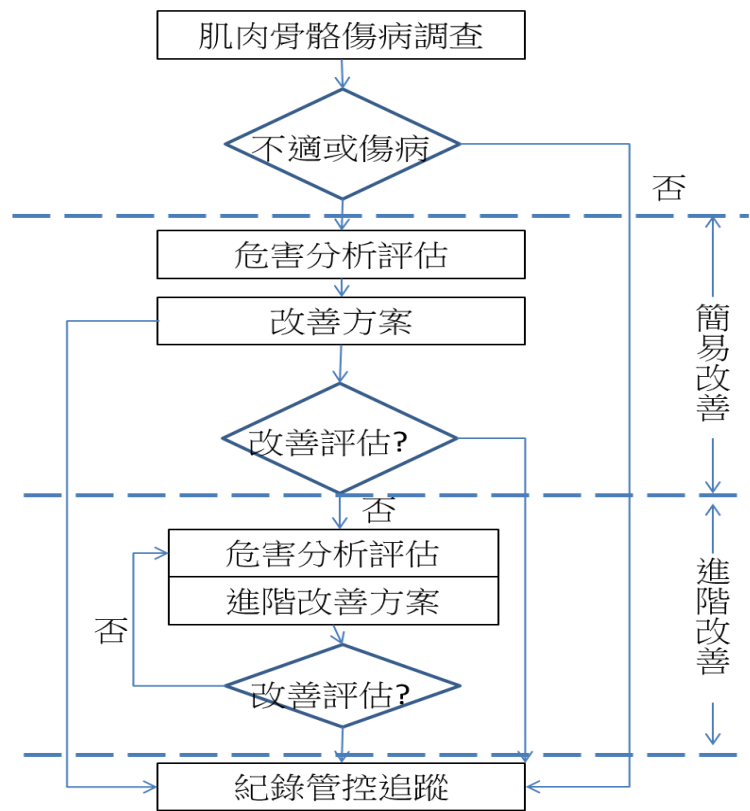 肌肉骨骼傷病調查
不適或傷病
否
危害分析評估
改善方案
簡易改善
改善評估?
否
危害分析評估
進階改善方案
進階改善
否
改善評估?
紀錄管控追蹤